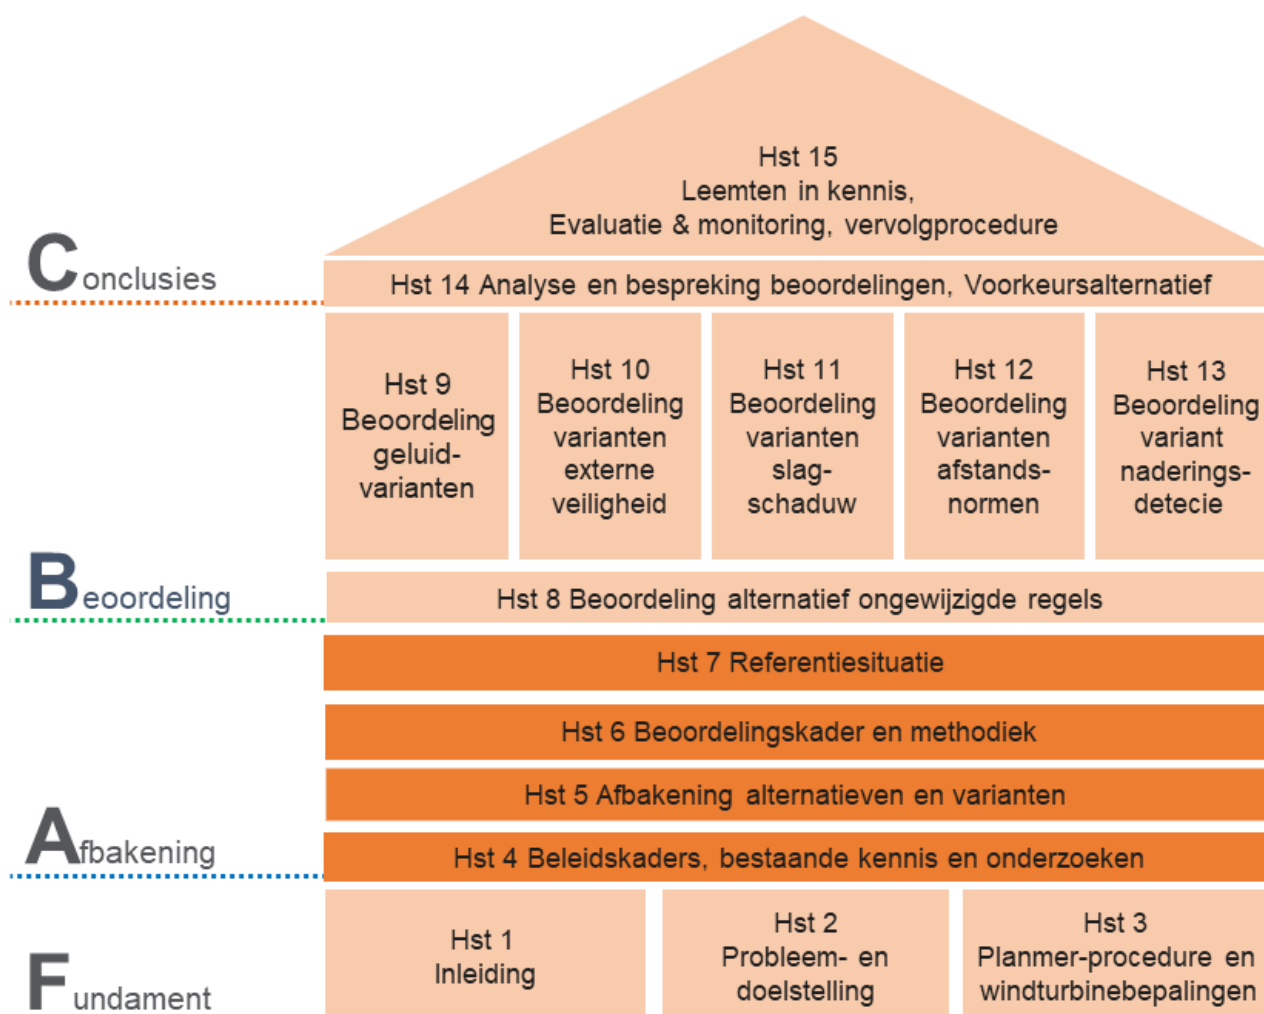 Hst 15
Leemten in kennis,
Evaluatie & monitoring, vervolgprocedure
Conclusies
Hst 14 Analyse en bespreking beoordelingen, Voorkeursalternatief
Hst 9
Beoordeling
geluid-
varianten
Hst 10
Beoordeling
varianten
externe
veiligheid
Hst 11
Beoordeling
varianten
slag-
schaduw
Hst 12
Beoordeling
varianten
afstands-
normen
Hst 13
Beoordeling
variant
naderings-
detecie
Beoordeling
Hst 8 Beoordeling alternatief ongewijzigde regels
Hst 7 Referentiesituatie
Hst 6 Beoordelingskader en methodiek
Hst 5 Afbakening alternatieven en varianten
Afbakening
Hst 4 Beleidskaders, bestaande kennis en onderzoeken
Fundament
Hst 1
Inleiding
Hst 2
Probleem- en
doelstelling
Hst 3
Planmer-procedure en
windturbinebepalingen